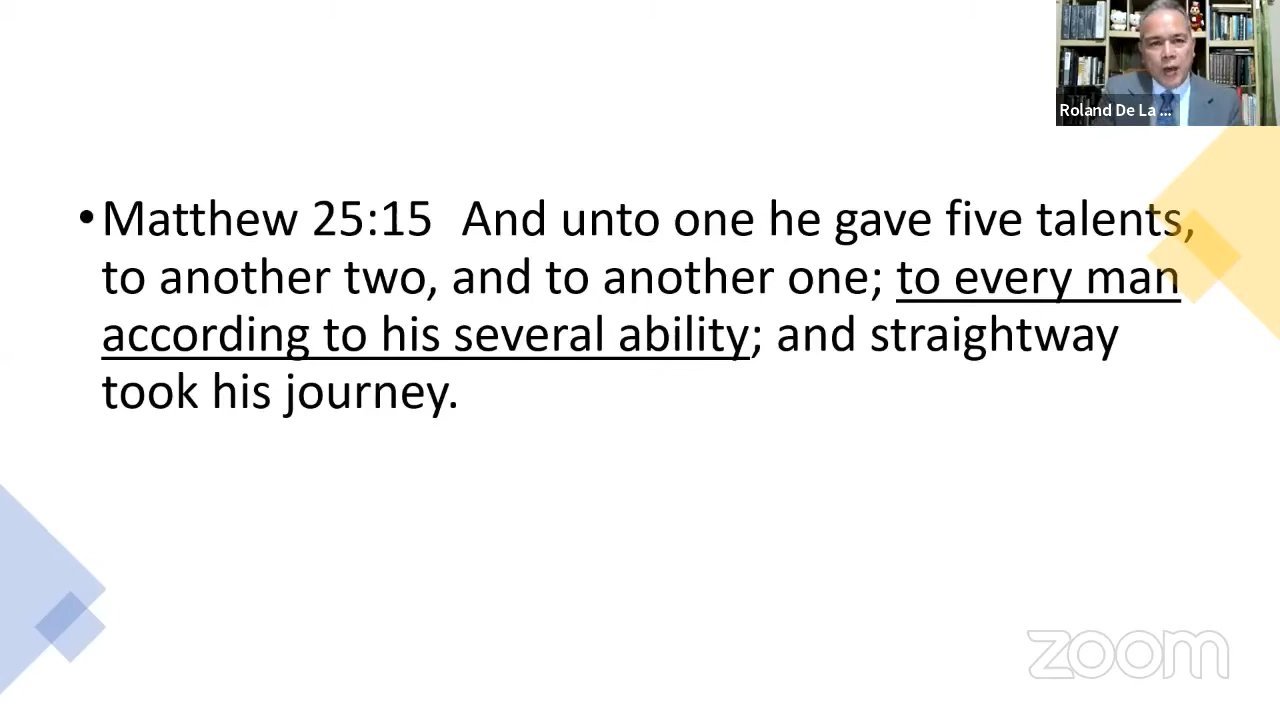 Roland De La ...
•Matthew 25:15  And unto one he gave five talents,
to another two, and to another one; to every man
according to his several ability; and straightway
took his journey.
zoom